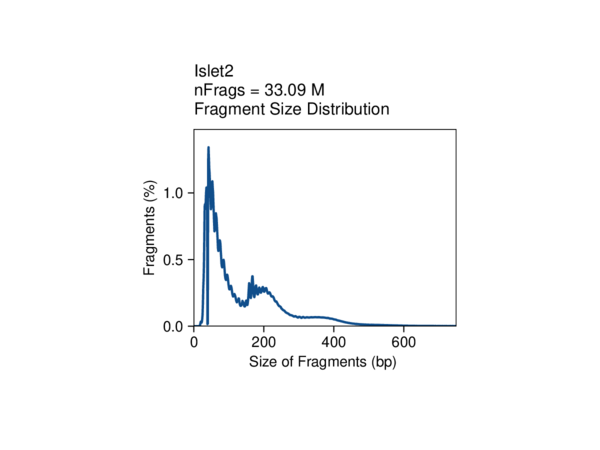 Islet2
nFrags = 33.09 M
Fragment Size Distribution
Fragments (%)
1.0
0.5
0.0
0 200 400 600
Size of Fragments (bp)